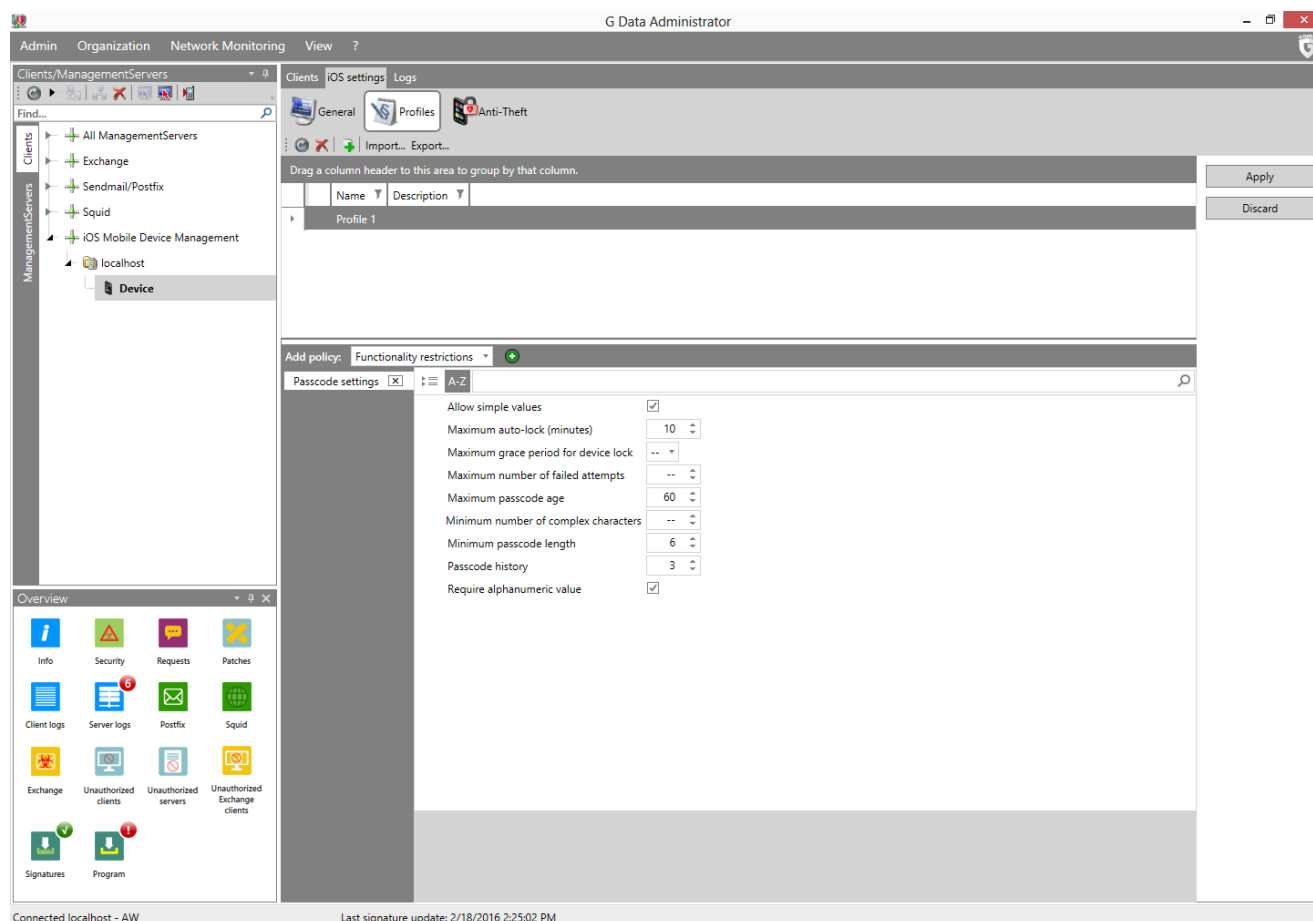 G Data Administrator
Admin Organization Network Monitoring View ?
Clients/ManagementServers
Find...
Clients
ManagementServers
All ManagementServers
Exchange
Sendmail/Postfix
Squid
iOS Mobile Device Management
localhost
Device
Clients iOS settings Logs
General Profiles Anti-Theft
Import... Export...
Drag a column header to this area to group by that column.
Name Description
Profile 1
Apply
Discard
Add policy: Functionality restrictions
Passcode settings
A-Z
Allow simple values
Maximum auto-lock (minutes) 10
Maximum grace period for device lock --
Maximum number of failed attempts --
Maximum passcode age 60
Minimum number of complex characters --
Minimum passcode length 6
Passcode history 3
Require alphanumeric value
Overview
Info Security Requests Patches
6
Client logs Server logs Postfix Squid
Exchange
Unauthorized
clients
Unauthorized
servers
Unauthorized
Exchange
clients
Signatures Program
Connected localhost - AW
Last signature update: 2/18/2016 2:25:02 PM